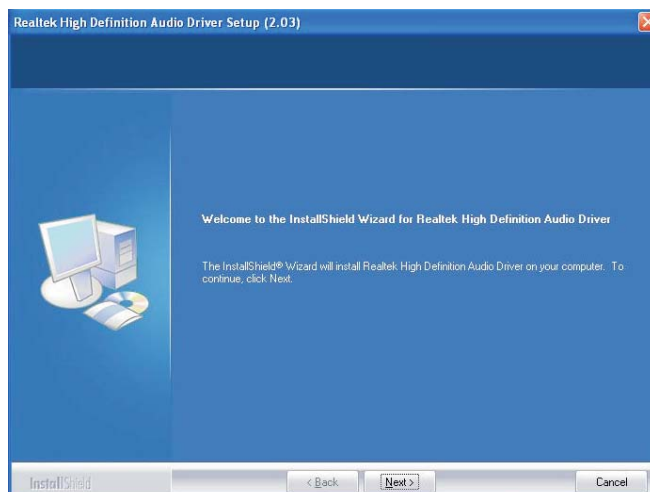 Realtek High Definition Audio Driver Setup (2.03)
Welcome to the InstallShield Wizard for Realtek High Definition Audio Driver
The InstallShield® Wizard will install Realtek High Definition Audio Driver on your computer. To
continue, click Next.
InstallShield
< Back
Next >
Cancel